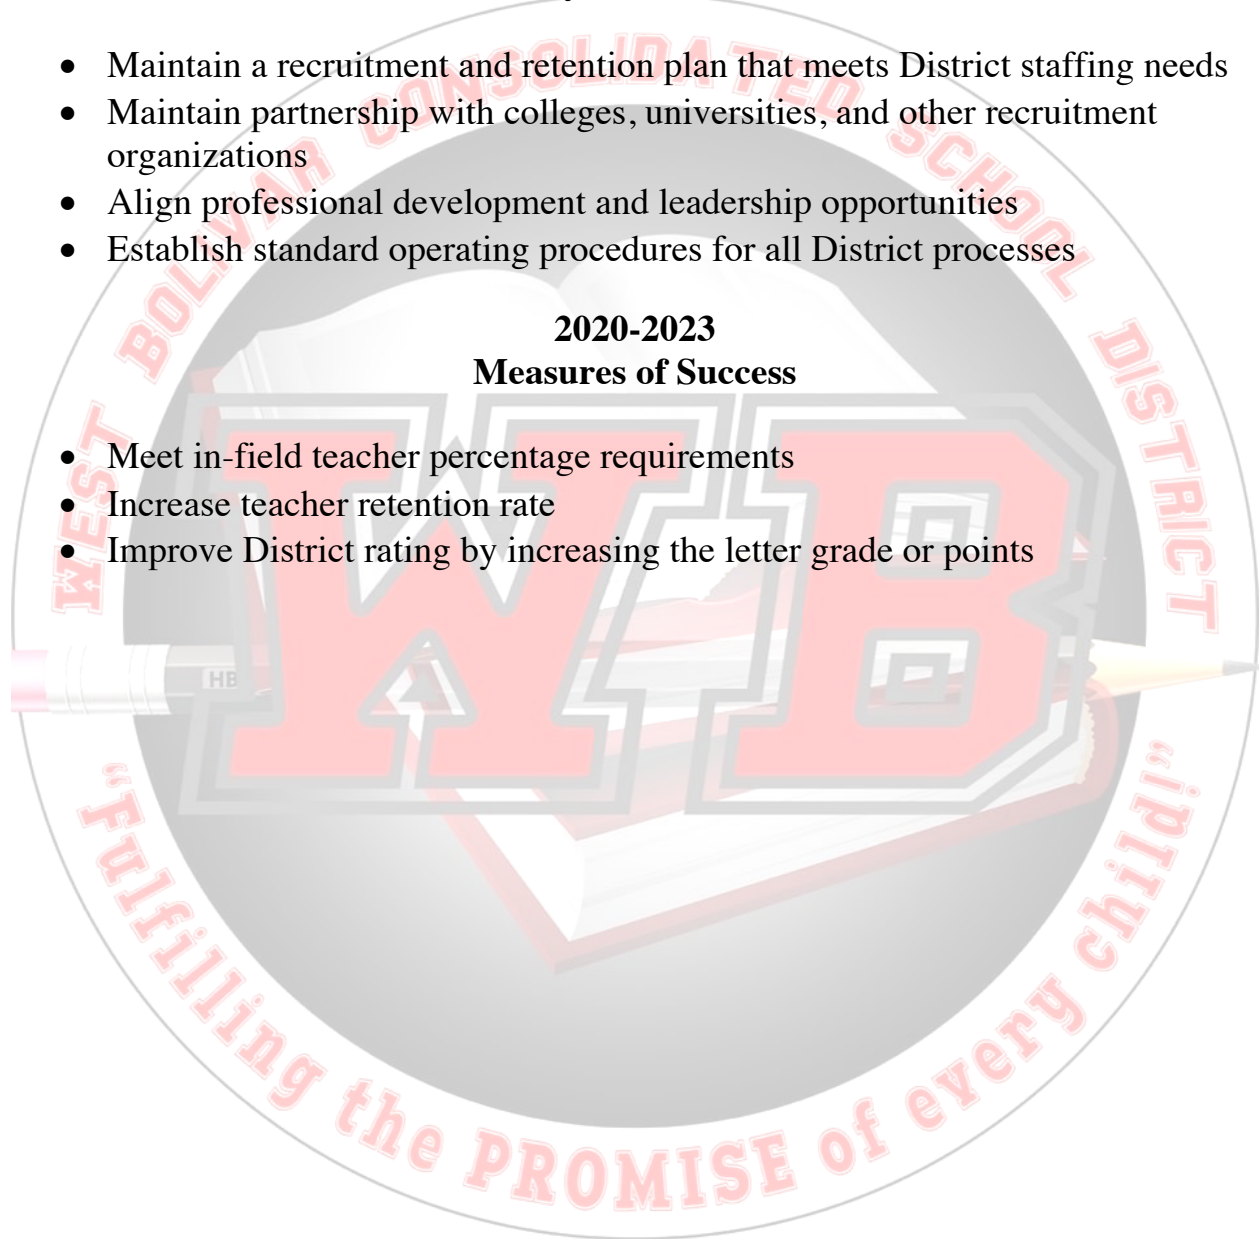 • Maintain a recruitment and retention plan that meets District staffing needs
• Maintain partnership with colleges, universities, and other recruitment
organizations
• Align professional development and leadership opportunities
• Establish standard operating procedures for all District processes
2020-2023
Measures of Success
• Meet in-field teacher percentage requirements
• Increase teacher retention rate
• Improve District rating by increasing the letter grade or points
WEST BOLIVAR CONSOLIDATED SCHOOL DISTRICT
WB
HB
“Fulfilling the PROMISE of every child!”